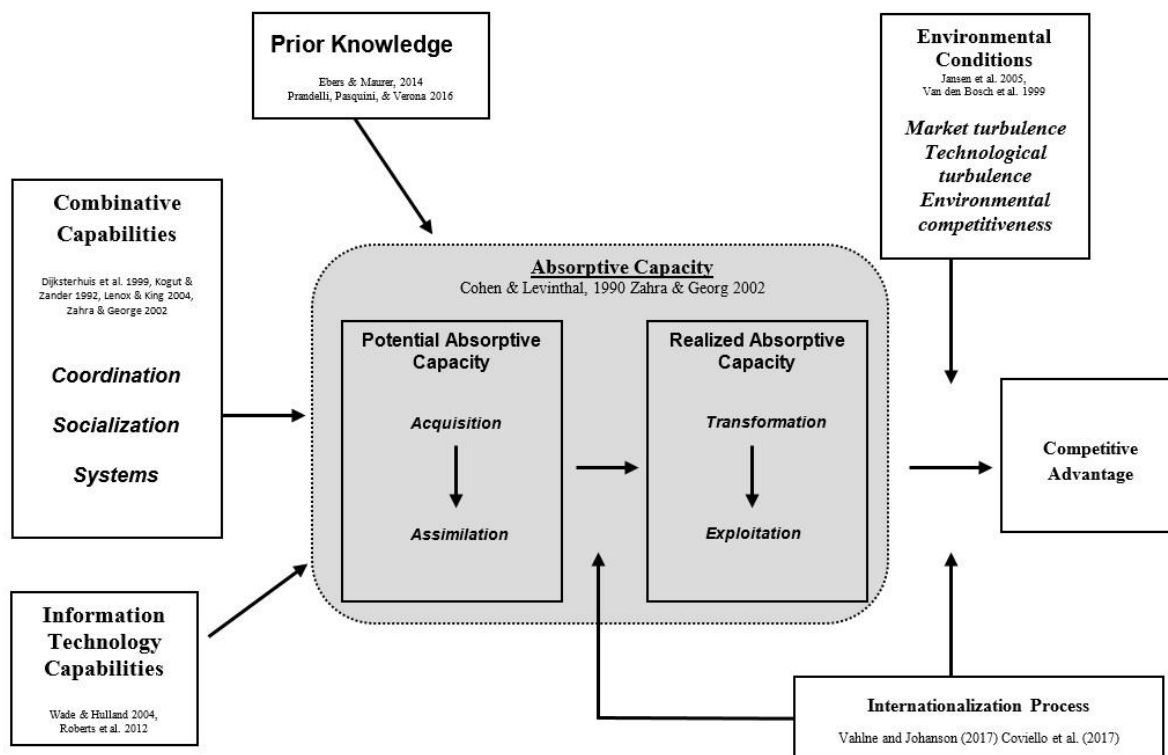 Prior Knowledge
Ebers & Maurer, 2014
Prandelli, Pasquini, & Verona 2016
Environmental
Conditions
Jansen et al. 2005,
Van den Bosch et al. 1999
Market turbulence
Technological
turbulence
Environmental
competitiveness
Combinative
Capabilities
Dijksterhuis et al. 1999, Kogut &
Zander 1992, Lenox & King 2004,
Zahra & George 2002
Coordination
Socialization
Systems
Absorptive Capacity
Cohen & Levinthal, 1990 Zahra & Georg 2002
Potential Absorptive
Capacity
Acquisition
Assimilation
Realized Absorptive
Capacity
Transformation
Exploitation
Competitive
Advantage
Information
Technology
Capabilities
Wade & Hulland 2004,
Roberts et al. 2012
Internationalization Process
Vahlne and Johanson (2017) Coviello et al. (2017)